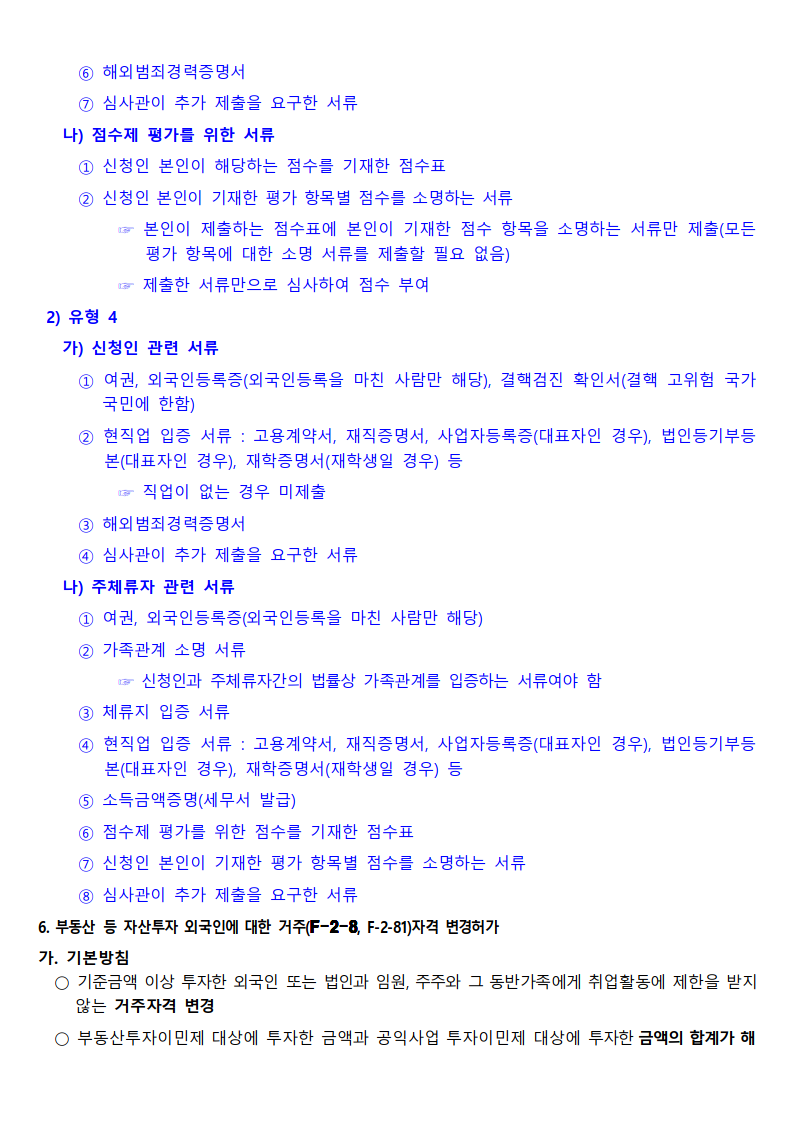 ⑥ 해외범죄경력증명서
⑦ 심사관이 추가 제출을 요구한 서류
나) 점수제 평가를 위한 서류
① 신청인 본인이 해당하는 점수를 기재한 점수표
② 신청인 본인이 기재한 평가 항목별 점수를 소명하는 서류
☞ 본인이 제출하는 점수표에 본인이 기재한 점수 항목을 소명하는 서류만 제출(모든
평가 항목에 대한 소명 서류를 제출할 필요 없음)
☞ 제출한 서류만으로 심사하여 점수 부여
2) 유형 4
가) 신청인 관련 서류
① 여권, 외국인등록증(외국인등록을 마친 사람만 해당), 결핵검진 확인서(결핵 고위험 국가
국민에 한함)
② 현직업 입증 서류 : 고용계약서, 재직증명서, 사업자등록증(대표자인 경우), 법인등기부등
본(대표자인 경우), 재학증명서(재학생일 경우) 등
☞ 직업이 없는 경우 미제출
③ 해외범죄경력증명서
④ 심사관이 추가 제출을 요구한 서류
나) 주체류자 관련 서류
① 여권, 외국인등록증(외국인등록을 마친 사람만 해당)
② 가족관계 소명 서류
☞ 신청인과 주체류자간의 법률상 가족관계를 입증하는 서류여야 함
③ 체류지 입증 서류
④ 현직업 입증 서류 : 고용계약서, 재직증명서, 사업자등록증(대표자인 경우), 법인등기부등
본(대표자인 경우), 재학증명서(재학생일 경우) 등
⑤ 소득금액증명(세무서 발급)
⑥ 점수제 평가를 위한 점수를 기재한 점수표
⑦ 신청인 본인이 기재한 평가 항목별 점수를 소명하는 서류
⑧ 심사관이 추가 제출을 요구한 서류
6. 부동산 등 자산투자 외국인에 대한 거주(F-2-8, F-2-81)자격 변경허가
가. 기본방침
○ 기준금액 이상 투자한 외국인 또는 법인과 임원, 주주와 그 동반가족에게 취업활동에 제한을 받지
않는 거주자격 변경
○ 부동산투자이민제 대상에 투자한 금액과 공익사업 투자이민제 대상에 투자한 금액의 합계가 해